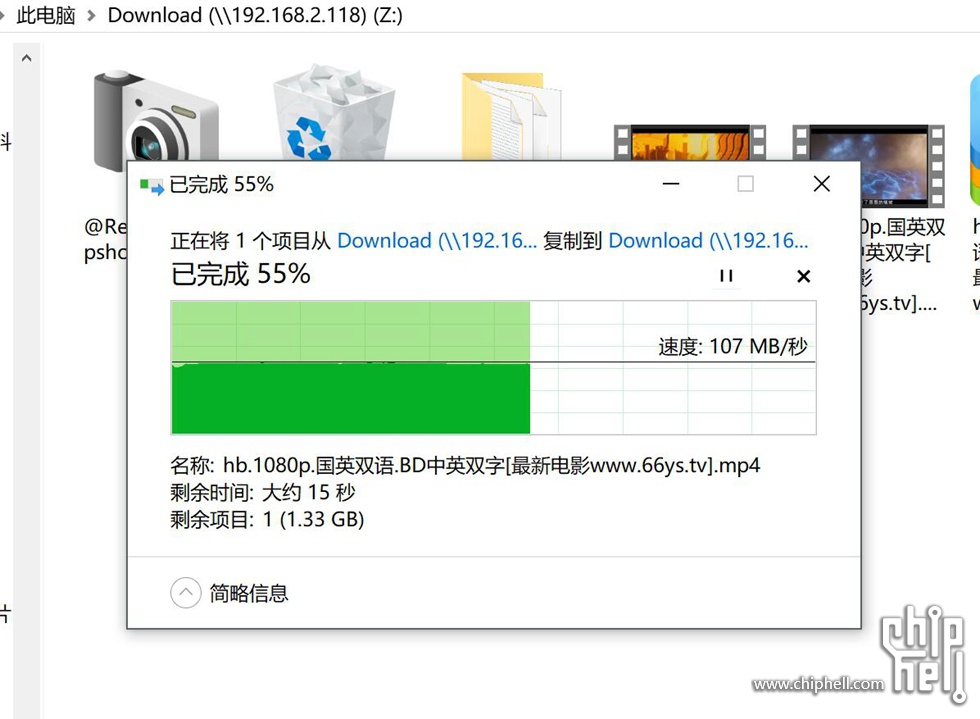 此电脑 Download (\\192.168.2.118) (Z:)
料
@Re
psho
0p.国英双
中英双字[
影
6ys.tv]....
已完成 55%
正在将 1 个项目从 Download (\\192.16... 复制到 Download (\\192.16...
已完成 55%
速度: 107 MB/秒
名称: hb.1080p.国英双语.BD中英双字[最新电影www.66ys.tv].mp4
剩余时间: 大约 15 秒
剩余项目: 1 (1.33 GB)
简略信息
片
chip
hell
www.chiphell.com